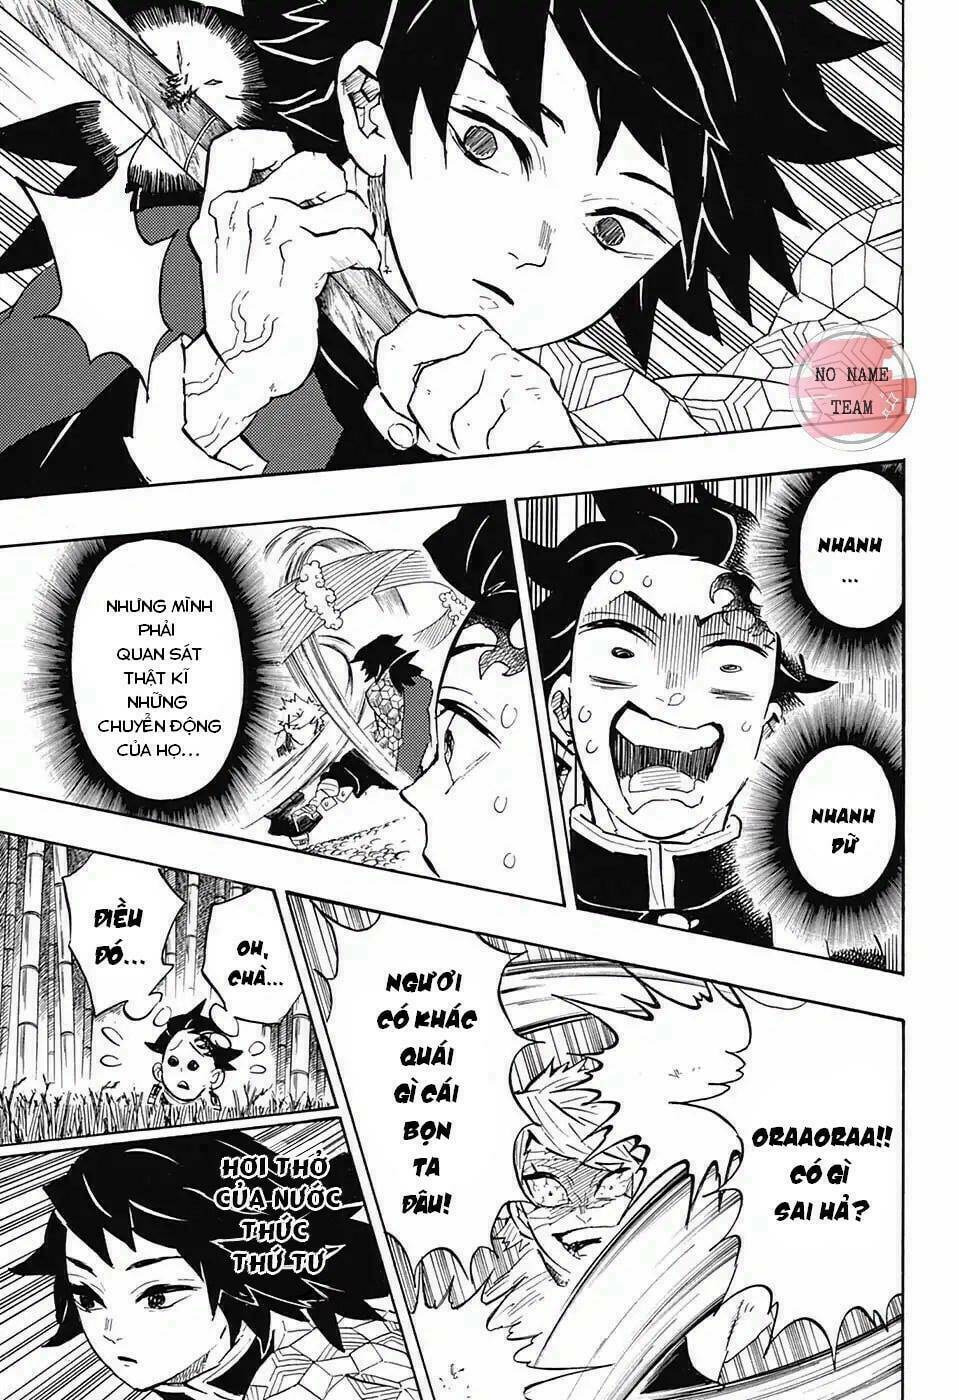 NO NAME
TEAM
NHANH
...
NHANH
DỮ
NHƯNG MÌNH
PHẢI
QUAN SÁT
THẬT KĨ
NHỮNG
CHUYỂN ĐỘNG
CỦA HỌ...
ORAAORAA!!
CÓ GÌ
SAI HẢ?
NGƯƠI
CÓ KHÁC
QUÁI
GÌ CÁI
BỌN
TA
ĐÂU!
OH,
CHÀ...
ĐIỀU
ĐÓ...
HƠI THỞ
CỦA NƯỚC
THỨC
THỨ TƯ